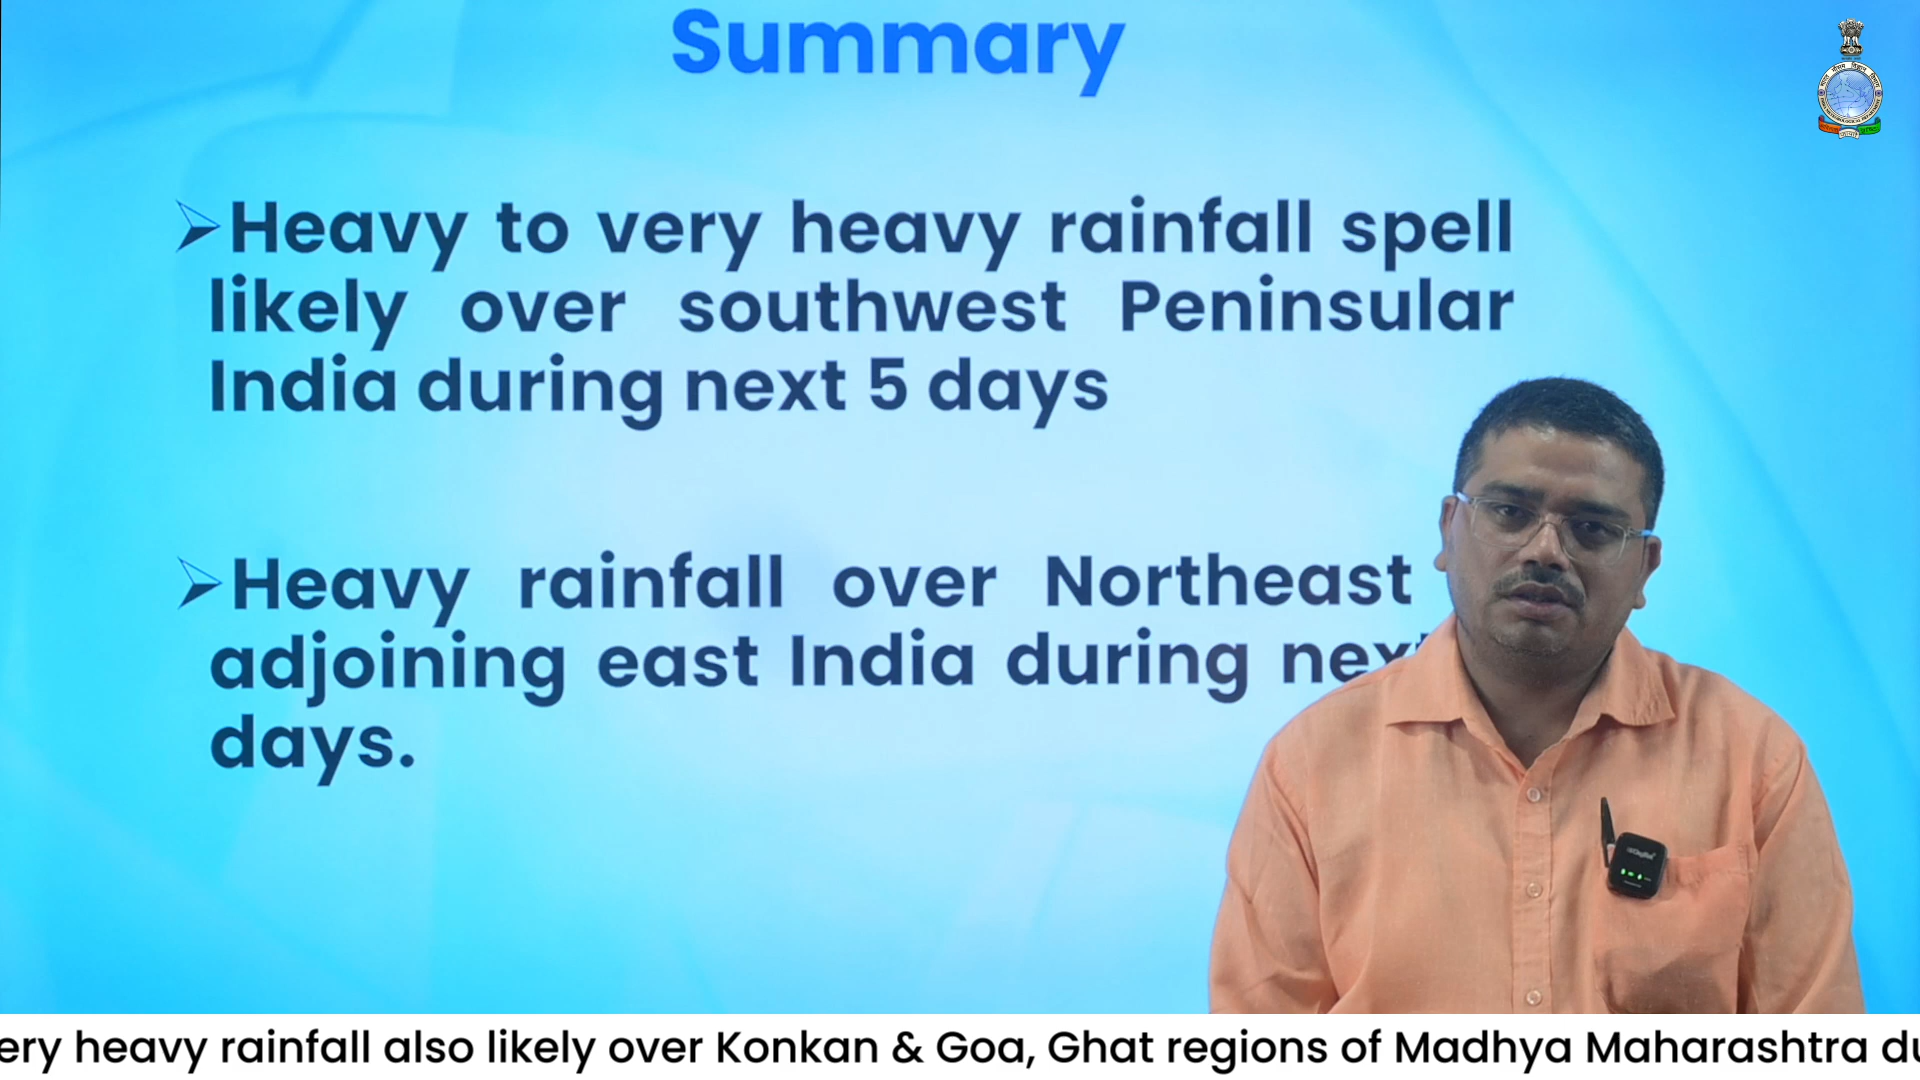 Summary
Heavy to very heavy rainfall spell
likely over southwest Peninsular
India during next 5 days
Heavy rainfall over Northeast
adjoining east India during next
days.
ery heavy rainfall also likely over Konkan & Goa, Ghat regions of Madhya Maharashtra du